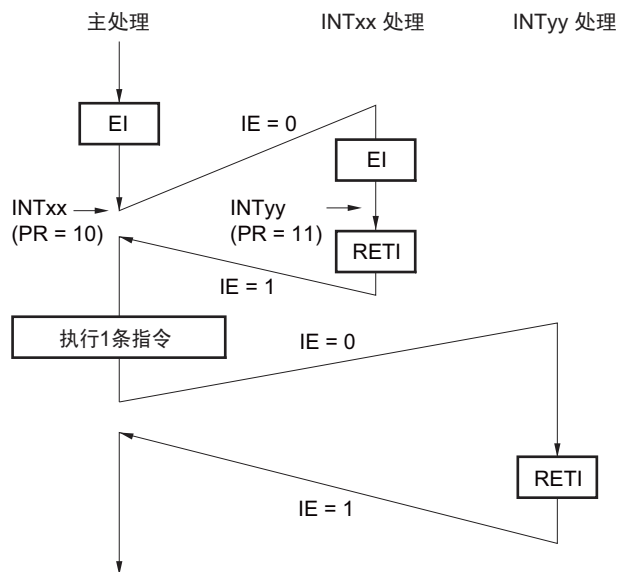 主处理
INTxx 处理
INTyy 处理
EI
IE = 0
EI
INTxx
(PR = 10)
INTyy
(PR = 11)
RETI
IE = 1
执行1条指令
IE = 0
RETI
IE = 1